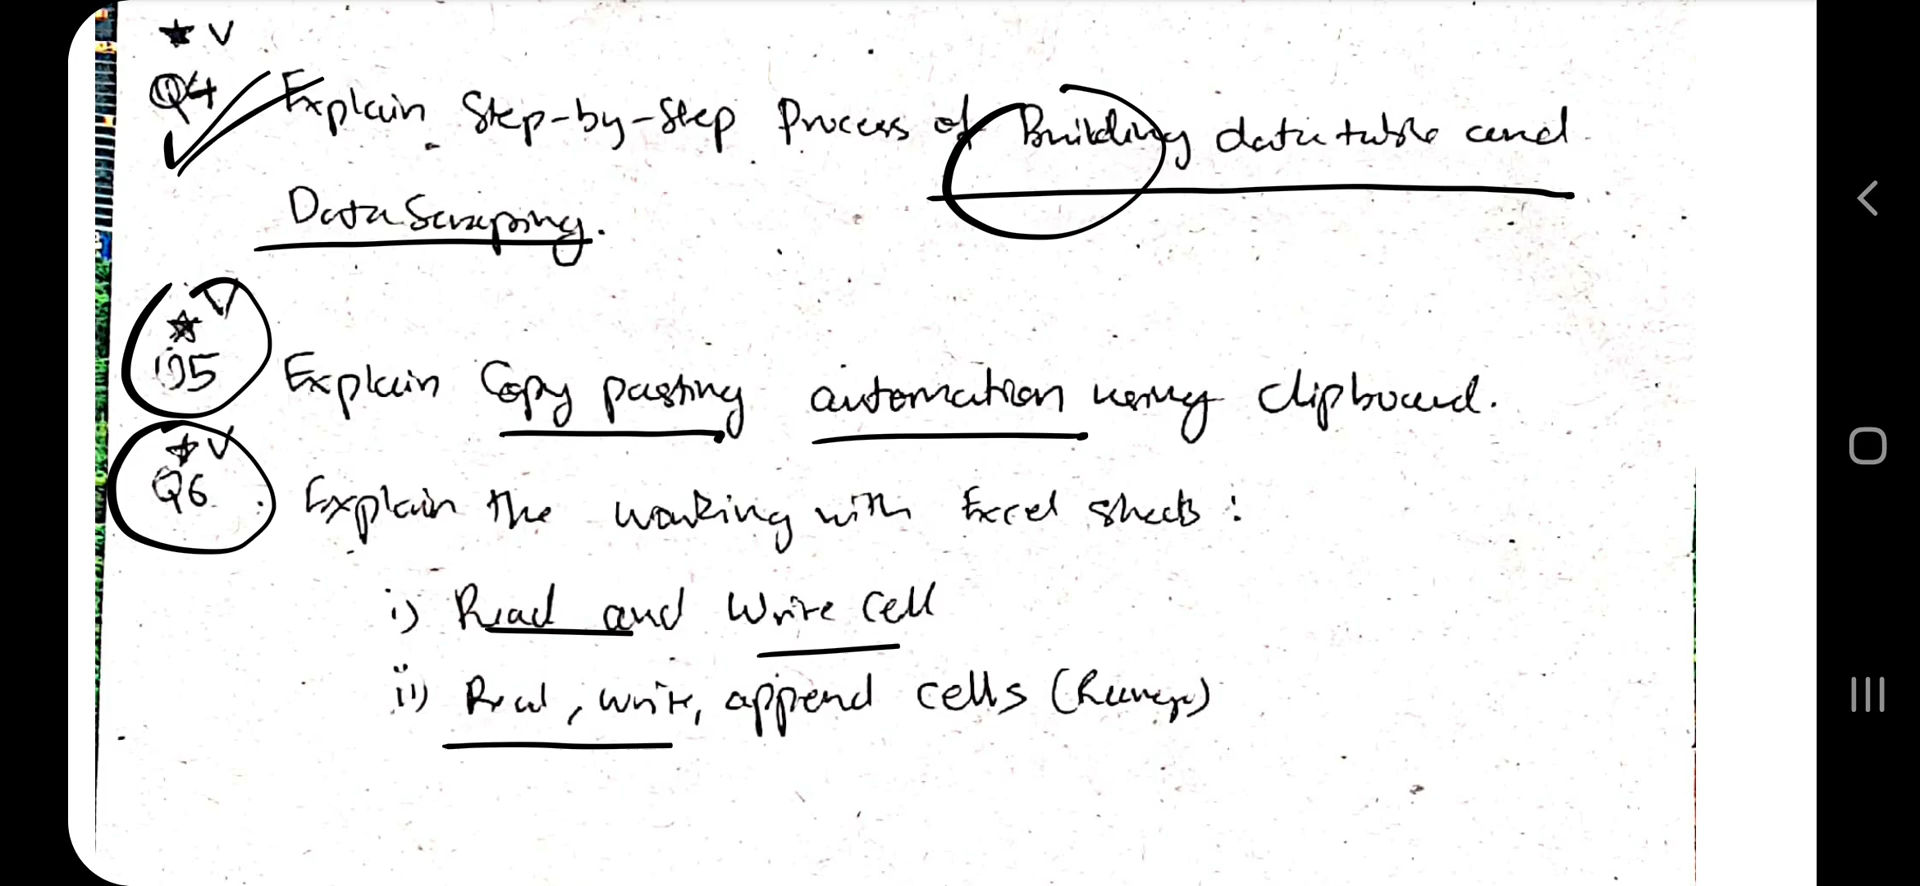 V
Q4 Explain Step-by-Step Process of Building data table and
Data Scraping.
V
Q5 Explain Copy pasting automation using clipboard.
V
Q6. Explain the working with Excel sheets:
i) Read and Write Cell
ii) Read, write, append cells (Range)